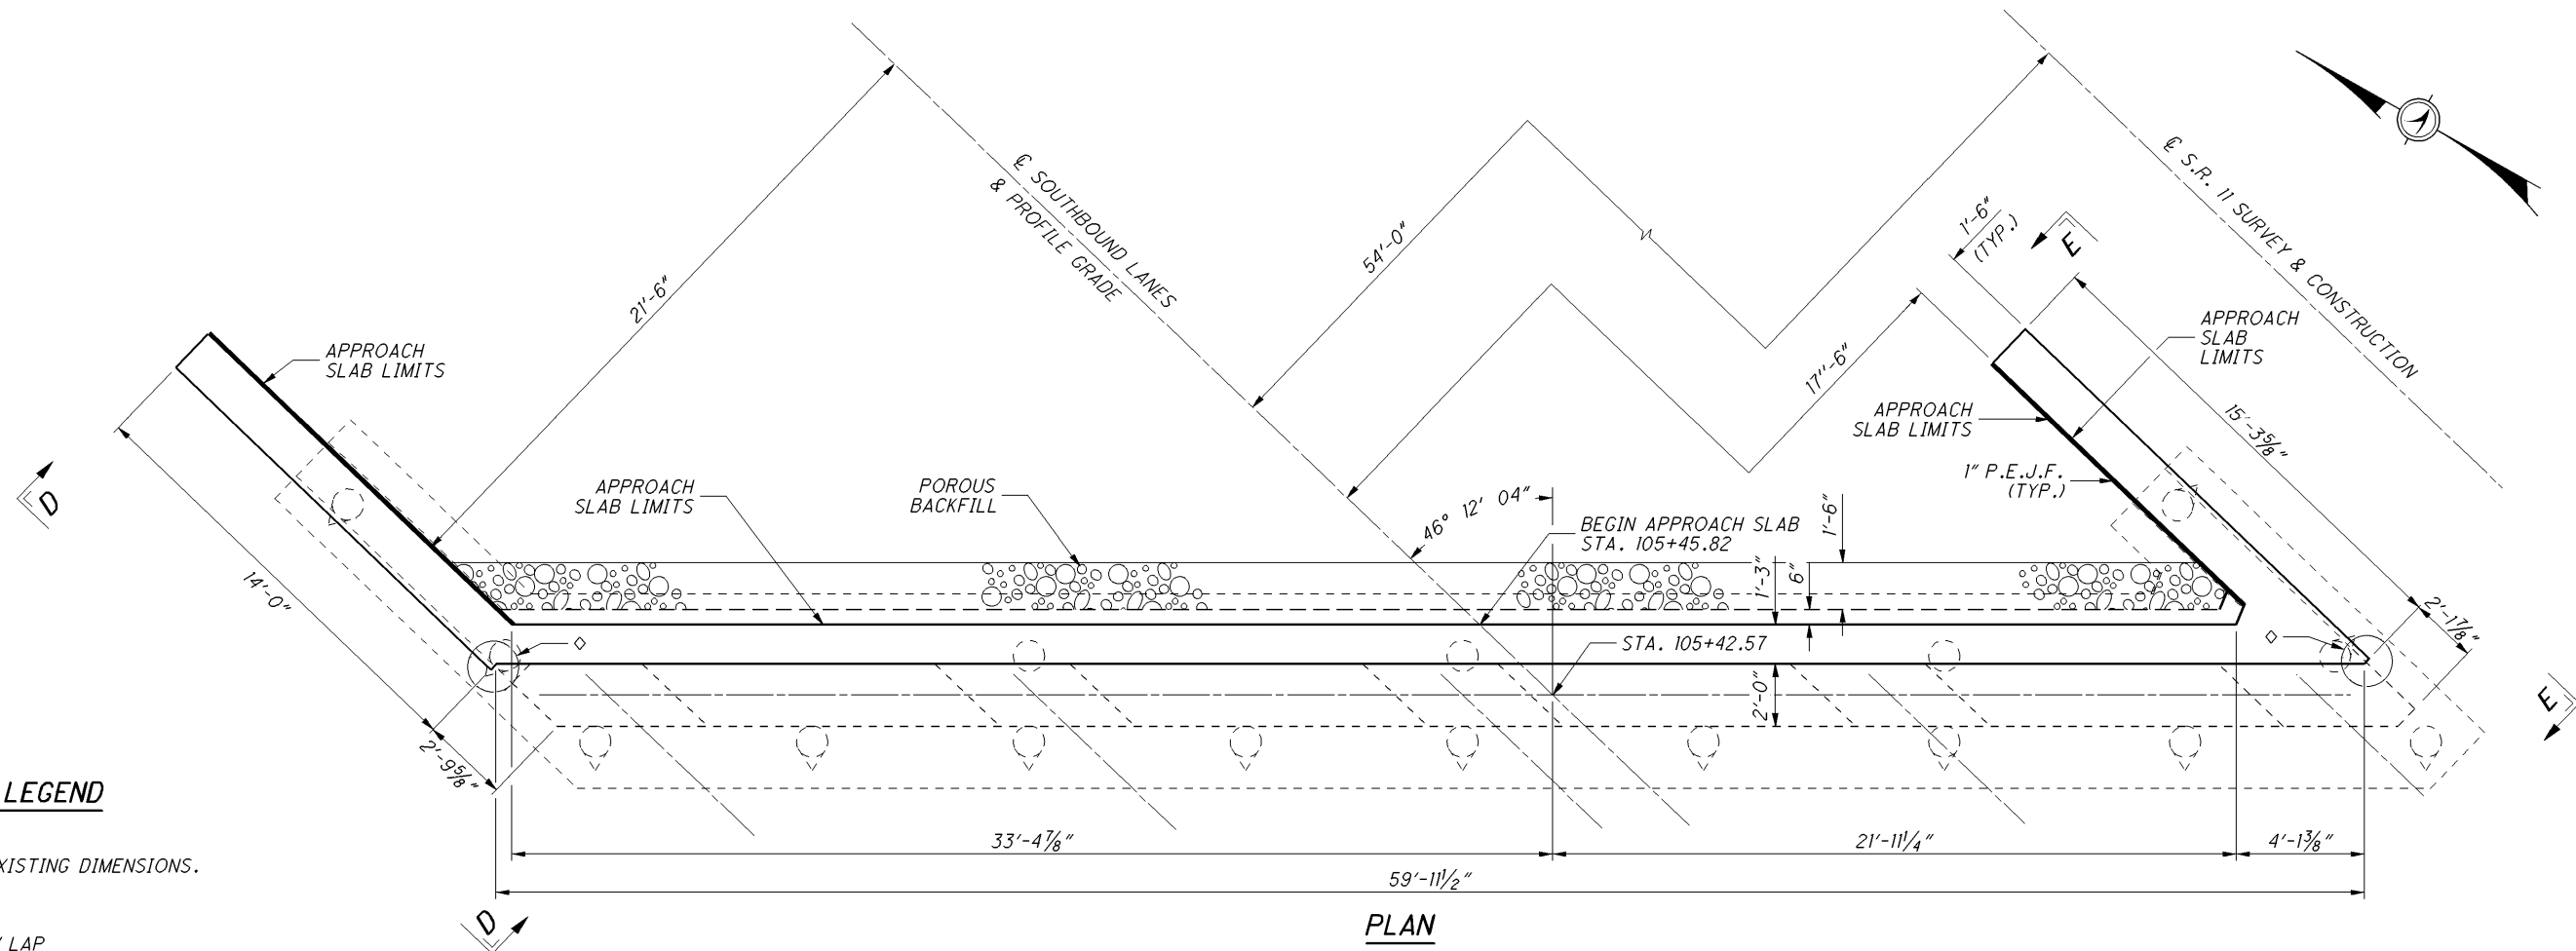 ℄ SOUTHBOUND LANES
& PROFILE GRADE
℄ S.R. 11 SURVEY & CONSTRUCTION
21'-6"
54'-0"
17''-6"
1'-6"
(TYP.)
E
APPROACH
SLAB LIMITS
APPROACH
SLAB
LIMITS
APPROACH
SLAB LIMITS
15'-3⅝"
1" P.E.J.F.
(TYP.)
D
APPROACH
SLAB LIMITS
POROUS
BACKFILL
46° 12' 04"
BEGIN APPROACH SLAB
STA. 105+45.82
1'-6"
1'-3"
6"
14'-0"
2'-1⅞"
◇
STA. 105+42.57
◇
2'-0"
E
2'-9⅝"
LEGEND
33'-4⅞"
21'-11¼"
4'-1⅜"
XISTING DIMENSIONS.
59'-11½"
D
PLAN
LAP